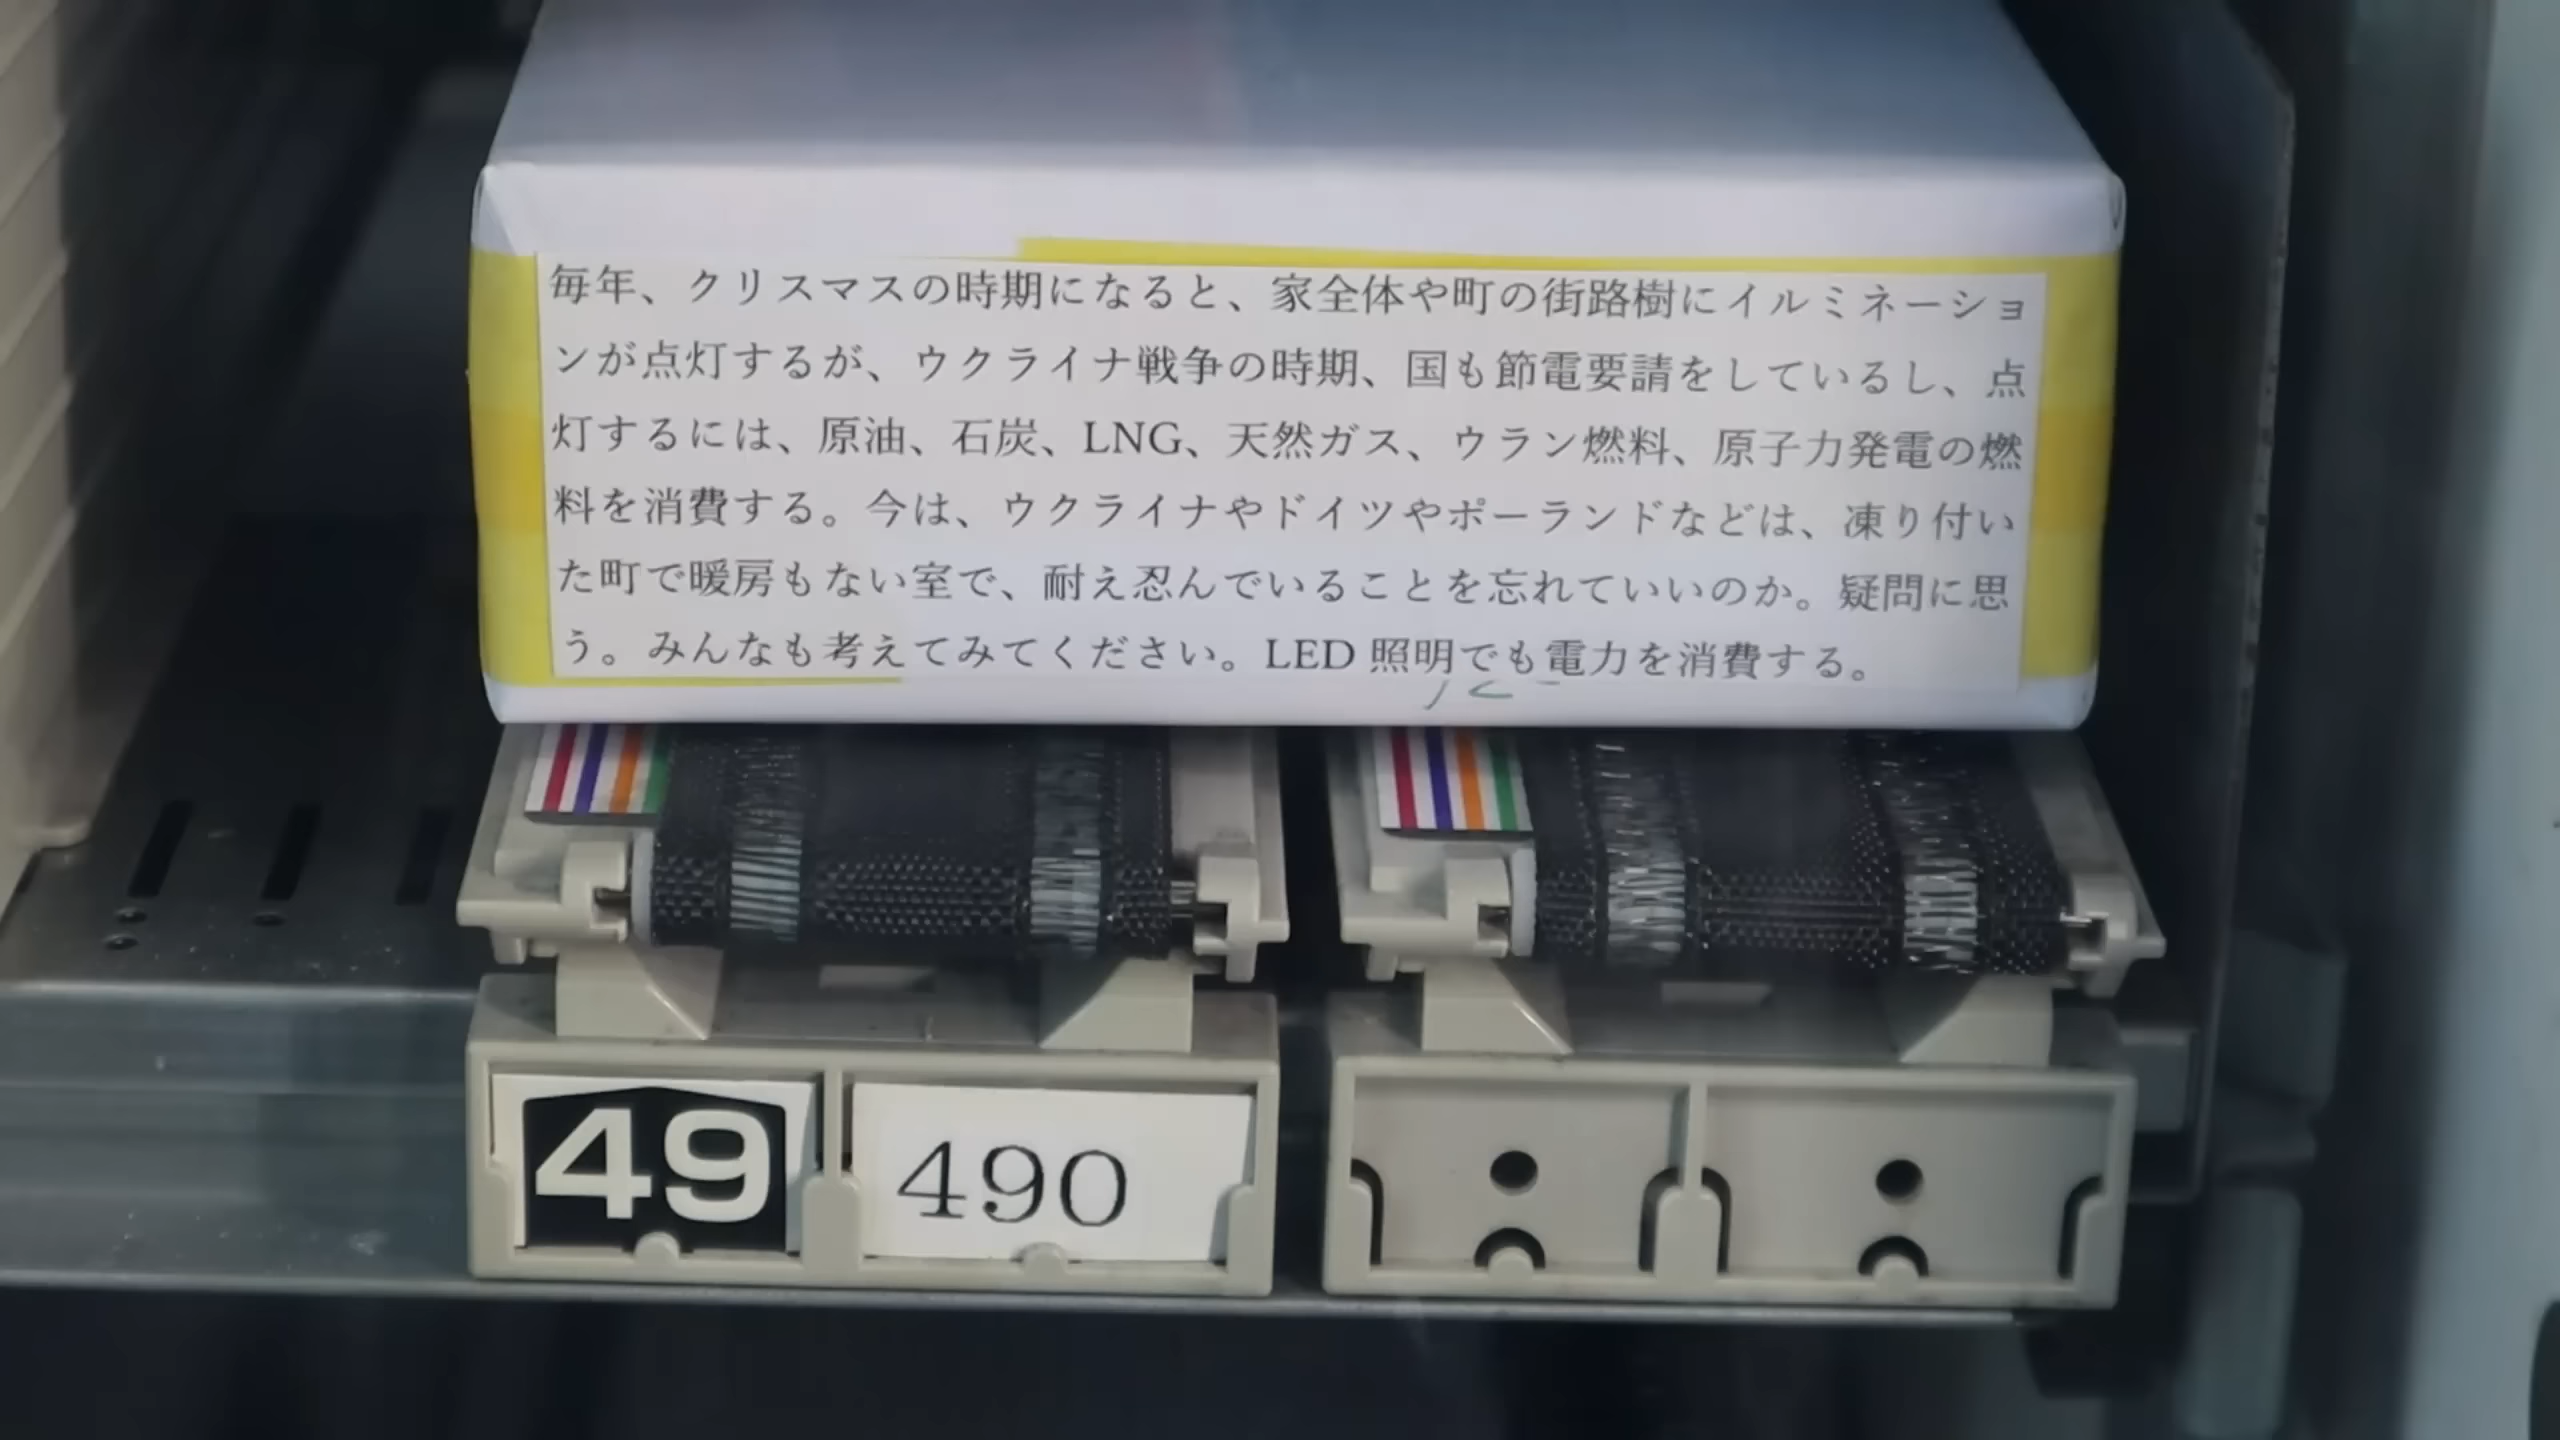 毎年、クリスマスの時期になると、家全体や町の街路樹にイルミネーショ
ンが点灯するが、ウクライナ戦争の時期、国も節電要請をしているし、点
灯するには、原油、石炭、LNG、天然ガス、ウラン燃料、原子力発電の燃
料を消費する。今は、ウクライナやドイツやポーランドなどは、凍り付い
た町で暖房もない室で、耐え忍んでいることを忘れていいのか。疑問に思
う。みんなも考えてみてください。LED 照明でも電力を消費する。
49
490